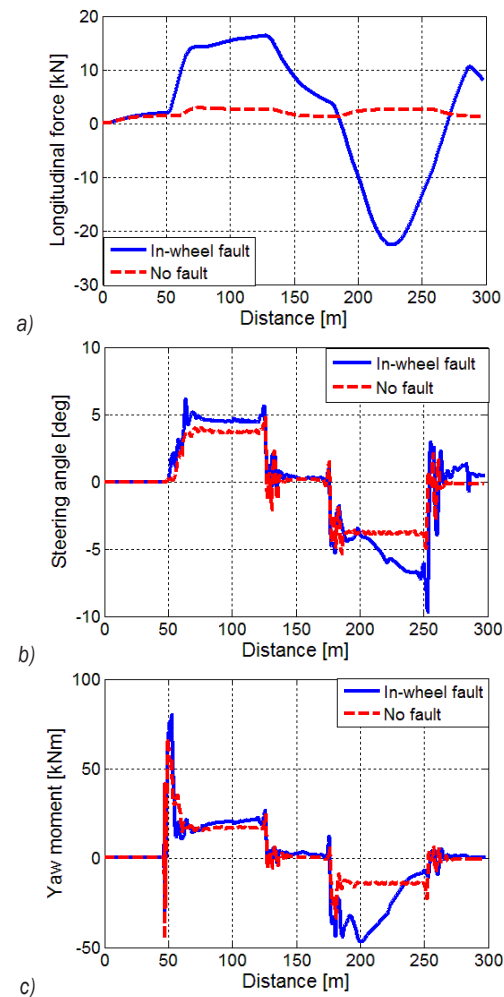 20
10
0
-10
-20
-30
Longitudinal force [kN]
In-wheel fault
No fault
0 50 100 150 200 250 300
Distance [m]
a)
10
5
0
-5
-10
Steering angle [deg]
In-wheel fault
No fault
0 50 100 150 200 250 300
Distance [m]
b)
100
50
0
-50
Yaw moment [kNm]
In-wheel fault
No fault
0 50 100 150 200 250 300
Distance [m]
c)